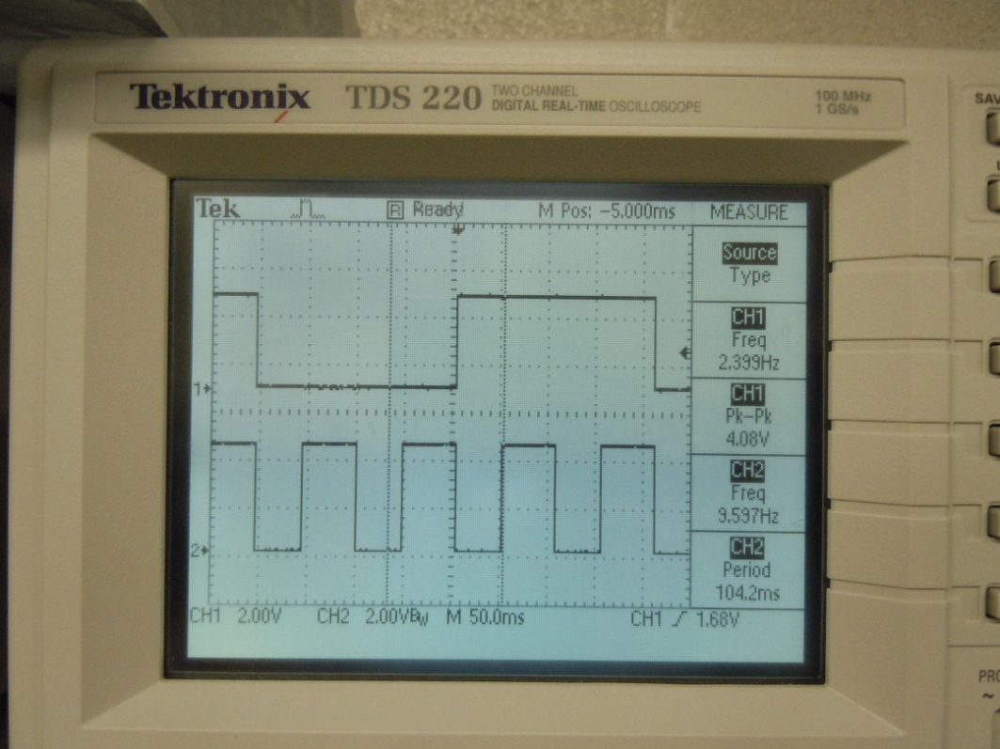 Tektronix TDS 220 TWO CHANNEL
DIGITAL REAL-TIME OSCILLOSCOPE
100 MHz
1 GS/s
SAV
Tek R Ready M Pos: -5.000ms MEASURE
Source
Type
CH1
Freq
2.399Hz
1
CH1
Pk-Pk
4.08V
CH2
Freq
9.597Hz
2
CH2
Period
104.2ms
CH1 2.00V CH2 2.00VBW M 50.0ms CH1 1.68V
PRO